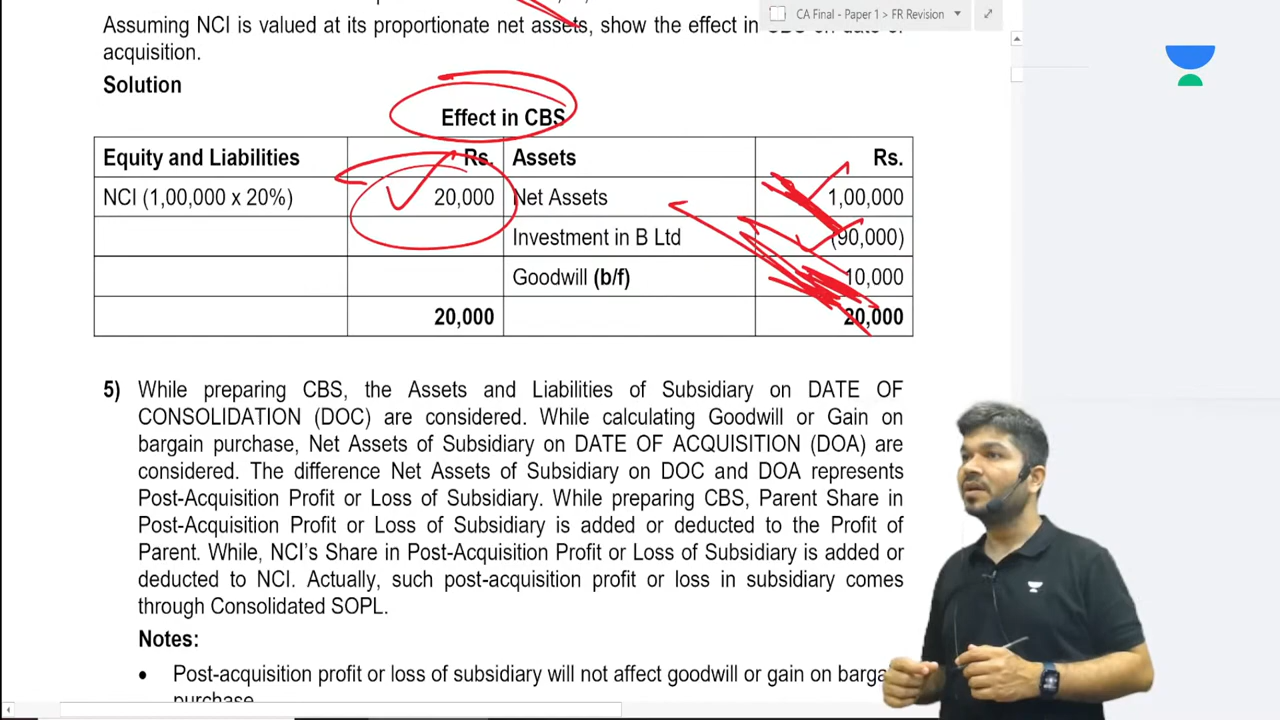 CA Final - Paper 1 > FR Revision
Assuming NCI is valued at its proportionate net assets, show the effect in CBS on date of
acquisition.
Solution
Effect in CBS
Equity and Liabilities Rs. Assets Rs.
NCI (1,00,000 x 20%) 20,000 Net Assets 1,00,000
Investment in B Ltd (90,000)
Goodwill (b/f) 10,000
20,000 20,000
5) While preparing CBS, the Assets and Liabilities of Subsidiary on DATE OF
CONSOLIDATION (DOC) are considered. While calculating Goodwill or Gain on
bargain purchase, Net Assets of Subsidiary on DATE OF ACQUISITION (DOA) are
considered. The difference Net Assets of Subsidiary on DOC and DOA represents
Post-Acquisition Profit or Loss of Subsidiary. While preparing CBS, Parent Share in
Post-Acquisition Profit or Loss of Subsidiary is added or deducted to the Profit of
Parent. While, NCI's Share in Post-Acquisition Profit or Loss of Subsidiary is added or
deducted to NCI. Actually, such post-acquisition profit or loss in subsidiary comes
through Consolidated SOPL.
Notes:
• Post-acquisition profit or loss of subsidiary will not affect goodwill or gain on
purchase